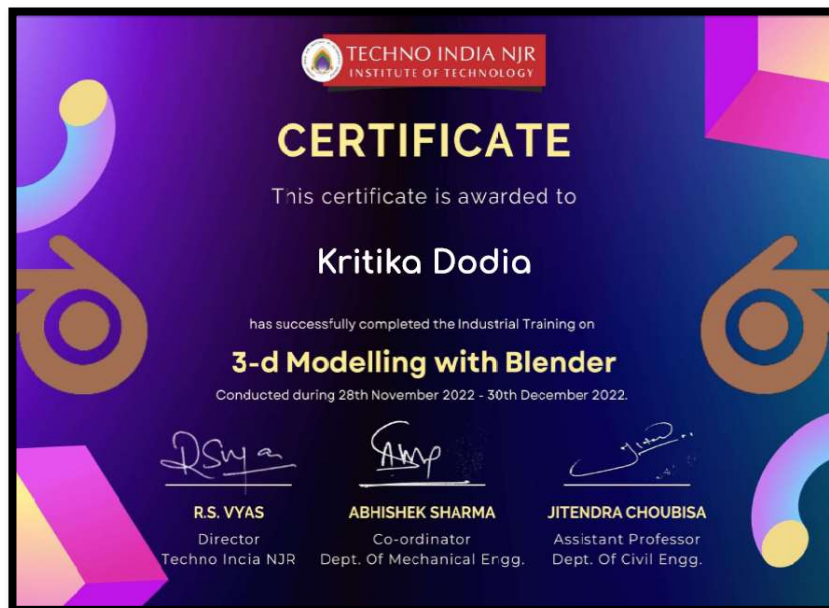 TECHNO INDIA NJR
INSTITUTE OF TECHNOLOGY
CERTIFICATE
This certificate is awarded to
Kritika Dodia
has successfully completed the Industrial Training on
3-d Modelling with Blender
Conducted during 28th November 2022 - 30th December 2022.
R.S. VYAS
Director
Techno Incia NJR
ABHISHEK SHARMA
Co-ordinator
Dept. Of Mechanical Engg.
JITENDRA CHOUBISA
Assistant Professor
Dept. Of Civil Engg.